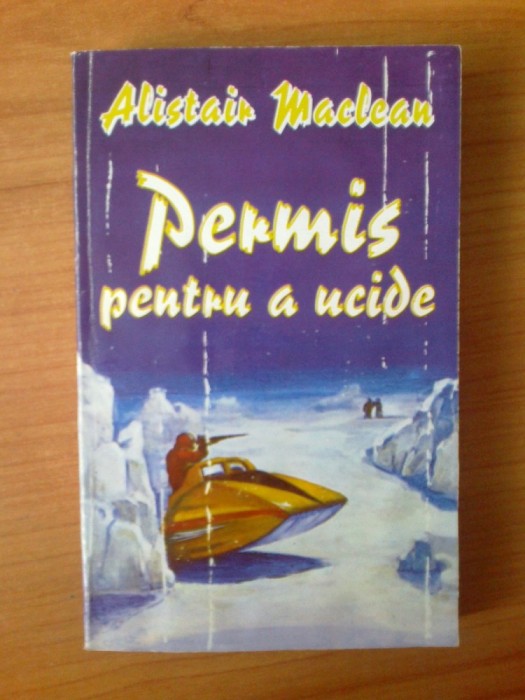 Alistair Maclean
Permis
pentru a ucide